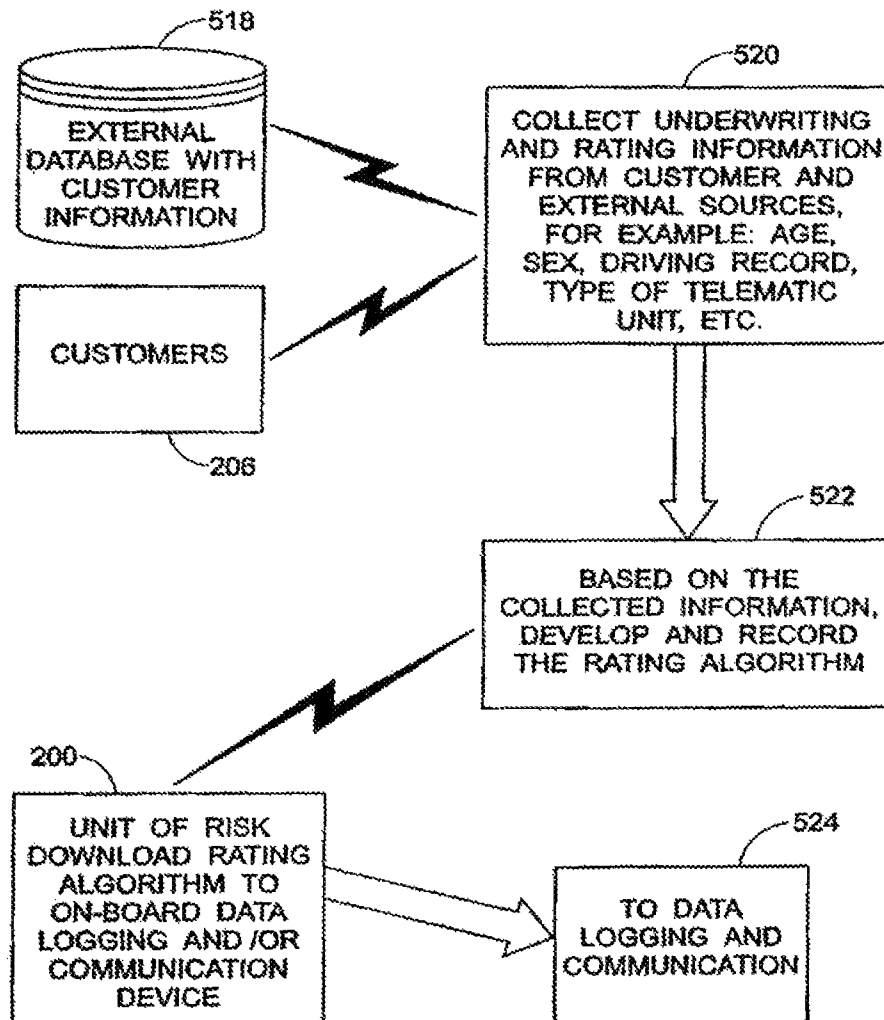 518
EXTERNAL
DATABASE WITH
CUSTOMER
INFORMATION
520
COLLECT UNDERWRITING
AND RATING INFORMATION
FROM CUSTOMER AND
EXTERNAL SOURCES,
FOR EXAMPLE: AGE,
SEX, DRIVING RECORD,
TYPE OF TELEMATIC
UNIT, ETC.
CUSTOMERS
206
522
BASED ON THE
COLLECTED INFORMATION,
DEVELOP AND RECORD
THE RATING ALGORITHM
200
UNIT OF RISK
DOWNLOAD RATING
ALGORITHM TO
ON-BOARD DATA
LOGGING AND /OR
COMMUNICATION
DEVICE
524
TO DATA
LOGGING AND
COMMUNICATION